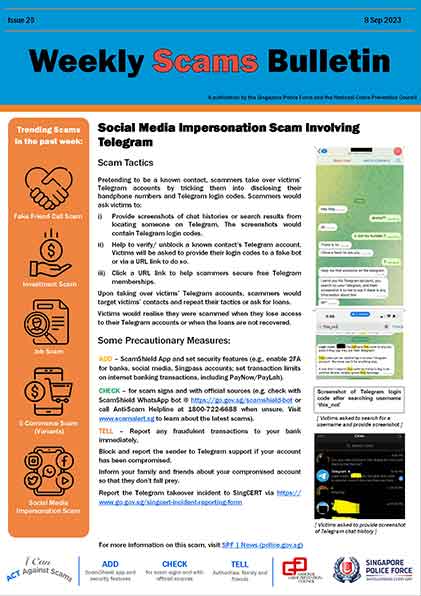 Issue 25
8 Sep 2023
Weekly Scams Bulletin
A publication by the Singapore Police Force and the National Crime Prevention Council
Trending Scams
in the past week:
Fake Friend Call Scam
Investment Scam
Job Scam
E-Commerce Scam
(Variants)
Social Media
Impersonation Scam
Social Media Impersonation Scam Involving
Telegram
Scam Tactics
Pretending to be a known contact, scammers take over victims'
Telegram accounts by tricking them into disclosing their
handphone numbers and Telegram login codes. Scammers would
ask victims to:
i) Provide screenshots of chat histories or search results from
locating someone on Telegram. The screenshots would
contain Telegram login codes.
ii) Help to verify/ unblock a known contact's Telegram account.
Victims will be asked to provide their login codes to a fake bot
or via a URL link to do so.
iii) Click a URL link to help scammers secure free Telegram
memberships.
Upon taking over victims' Telegram accounts, scammers would
target victims' contacts and repeat their tactics or ask for loans.
Victims would realise they were scammed when they lose access
to their Telegram accounts or when the loans are not recovered.
Some Precautionary Measures:
ADD – ScamShield App and set security features (e.g., enable 2FA
for banks, social media, Singpass accounts; set transaction limits
on internet banking transactions, including PayNow/PayLah).
CHECK – for scam signs and with official sources (e.g. check with
ScamShield WhatsApp bot @ https://go.gov.sg/scamshield-bot or
call Anti-Scam Helpline at 1800-722-6688 when unsure. Visit
www.scamalert.sg to learn about the latest scams).
TELL – Report any fraudulent transactions to your bank
immediately.
Block and report the sender to Telegram support if your account
has been compromised.
Inform your family and friends about your compromised account
so that they don't fall prey.
Report the Telegram takeover incident to SingCERT via https://
www.go.gov.sg/singcert-incident-reporting-form
For more information on this scam, visit SPF | News (police.gov.sg)
Screenshot of Telegram login
code after searching username
'this_not'
[ Victims asked to search for a
username and provide screenshot ]
[ Victims asked to provide screenshot
of Telegram chat history ]
I Can
ACT Against Scams
ADD
ScamShield app and
security features
CHECK
for scam signs and with
official sources
TELL
Authorities, family and
friends
SINGAPORE
POLICE FORCE